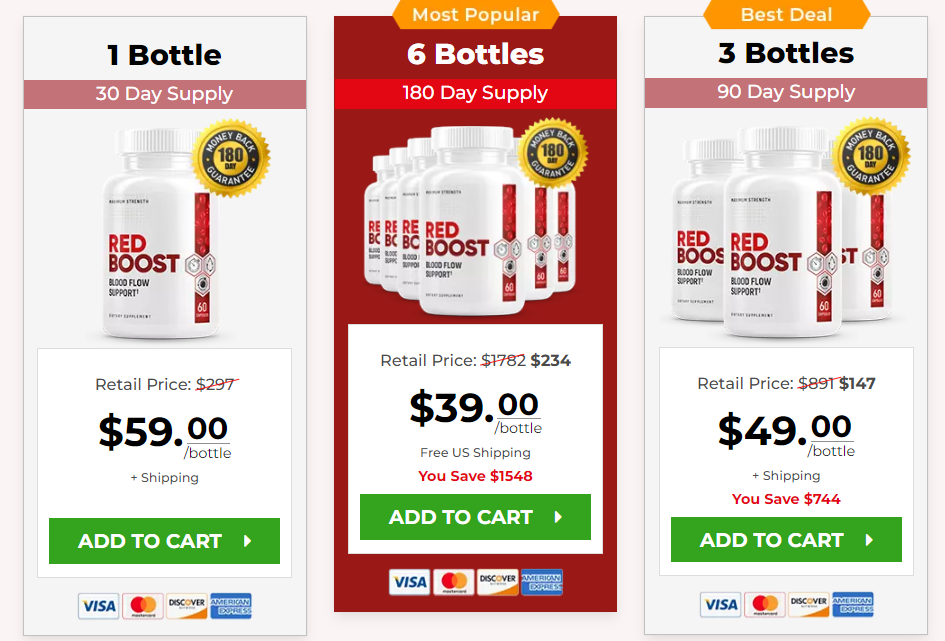 1 Bottle
30 Day Supply
MONEY BACK
180
DAY
GUARANTEE
MAXIMUM STRENGTH
RED
BOOST
BLOOD FLOW
SUPPORT†
60
CAPSULES
DIETARY SUPPLEMENT
Retail Price: $297
$59.00
/bottle
+ Shipping
ADD TO CART
VISA
mastercard
DISCOVER
NETWORK
AMERICAN
EXPRESS
Most Popular
6 Bottles
180 Day Supply
MONEY BACK
180
DAY
GUARANTEE
MAXIMUM STRENGTH
RED
BOOST
BLOOD FLOW
SUPPORT†
60
CAPSULES
DIETARY SUPPLEMENT
60
60
Retail Price: $1782 $234
$39.00
/bottle
Free US Shipping
You Save $1548
ADD TO CART
VISA
mastercard
DISCOVER
NETWORK
AMERICAN
EXPRESS
Best Deal
3 Bottles
90 Day Supply
MONEY BACK
180
DAY
GUARANTEE
MAXIMUM STRENGTH
RED
BOOST
BLOOD FLOW
SUPPORT†
60
CAPSULES
DIETARY SUPPLEMENT
60
Retail Price: $891 $147
$49.00
/bottle
+ Shipping
You Save $744
ADD TO CART
VISA
mastercard
DISCOVER
NETWORK
AMERICAN
EXPRESS